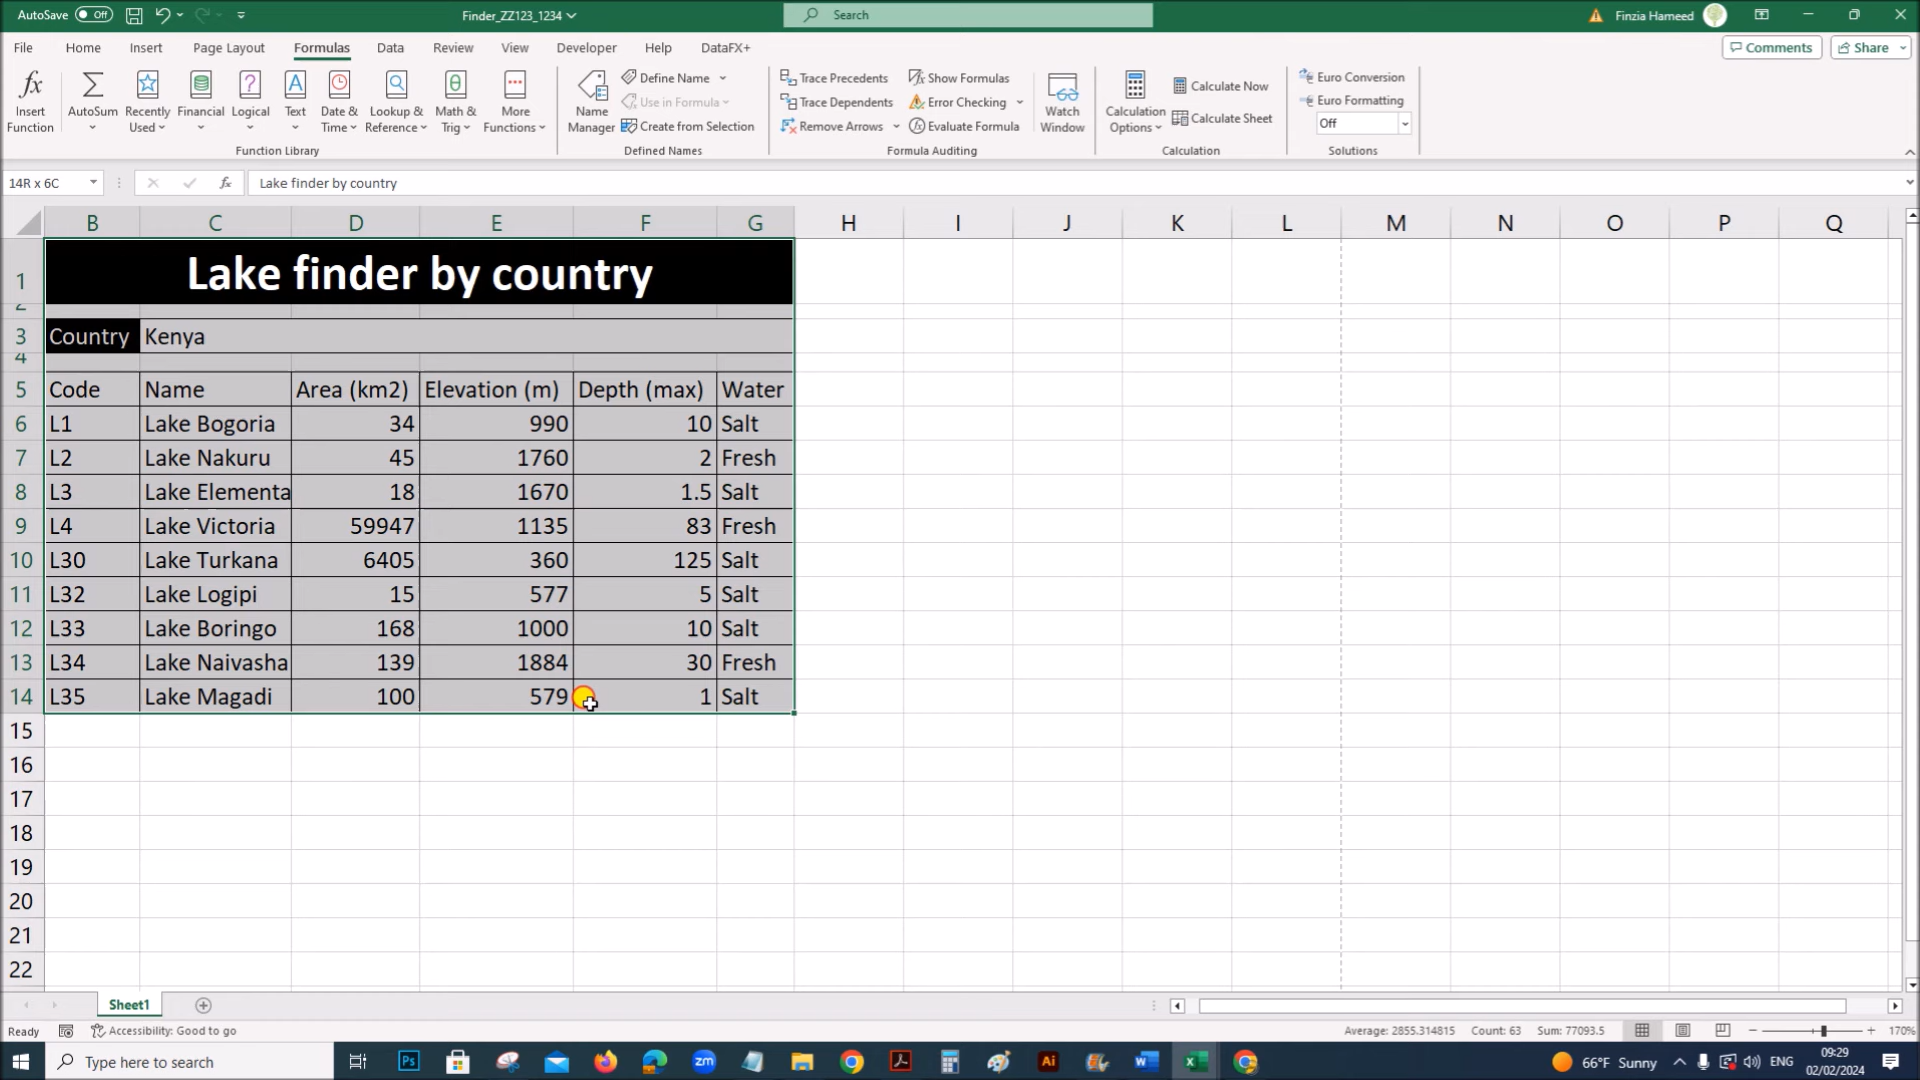 AutoSave Off Finder_ZZ123_1234 Search Finzia Hameed
File Home Insert Page Layout Formulas Data Review View Developer Help DataFX+ Comments Share
Insert Function AutoSum Recently Used Financial Logical Text Date & Time Lookup & Reference Math & Trig More Functions
Function Library
Name Manager
Define Name
Use in Formula
Create from Selection
Defined Names
Trace Precedents Show Formulas
Trace Dependents Error Checking
Remove Arrows Evaluate Formula
Watch Window
Formula Auditing
Calculation Options
Calculate Now
Calculate Sheet
Calculation
Euro Conversion
Euro Formatting
Off
Solutions
14R x 6C fx Lake finder by country
B C D E F G H I J K L M N O P Q
1 Lake finder by country
2
3 Country Kenya
4
5 Code Name Area (km2) Elevation (m) Depth (max) Water
6 L1 Lake Bogoria 34 990 10 Salt
7 L2 Lake Nakuru 45 1760 2 Fresh
8 L3 Lake Elementa 18 1670 1.5 Salt
9 L4 Lake Victoria 59947 1135 83 Fresh
10 L30 Lake Turkana 6405 360 125 Salt
11 L32 Lake Logipi 15 577 5 Salt
12 L33 Lake Boringo 168 1000 10 Salt
13 L34 Lake Naivasha 139 1884 30 Fresh
14 L35 Lake Magadi 100 579 1 Salt
15
16
17
18
19
20
21
22
Sheet1
Ready Accessibility: Good to go Average: 2855.314815 Count: 63 Sum: 77093.5 170%
Type here to search Ps zm Ai 66°F Sunny ENG 09:29
02/02/2024